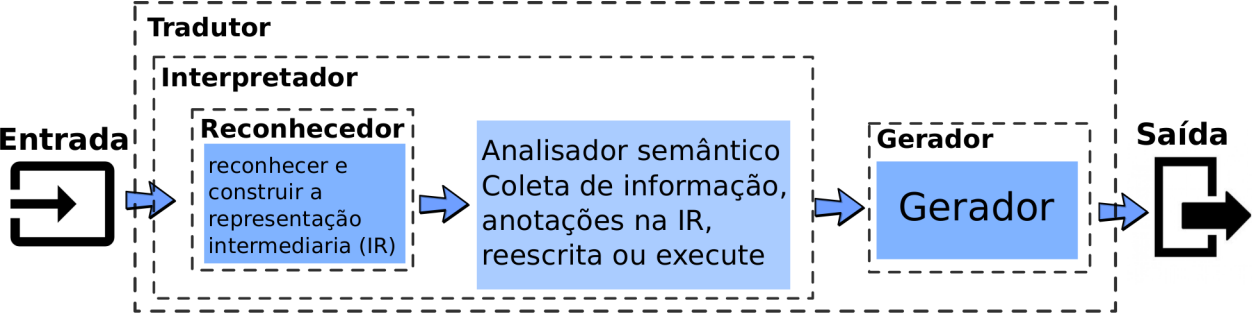 Tradutor
Interpretador
Entrada
Reconhecedor
reconhecer e
construir a
representação
intermediaria (IR)
Analisador semântico
Coleta de informação,
anotações na IR,
reescrita ou execute
Gerador
Gerador
Saída